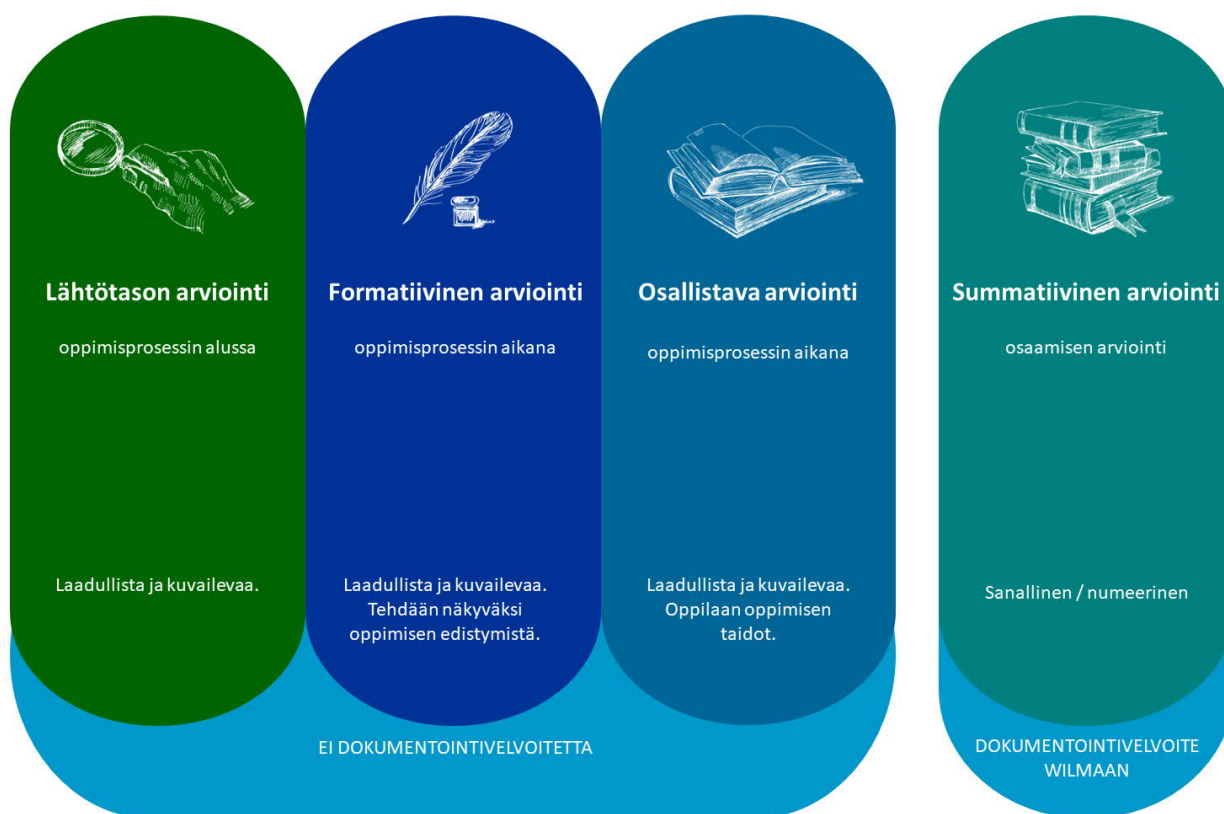 Lähtötason arviointi
oppimisprosessin alussa
Laadullista ja kuvailevaa.
Formatiivinen arviointi
oppimisprosessin aikana
Laadullista ja kuvailevaa.
Tehdään näkyväksi
oppimisen edistymistä.
Osallistava arviointi
oppimisprosessin aikana
Laadullista ja kuvailevaa.
Oppilaan oppimisen
taidot.
EI DOKUMENTOINTIVELVOITETTA
Summatiivinen arviointi
osaamisen arviointi
Sanallinen / numeerinen
DOKUMENTOINTIVELVOITE
WILMAAN